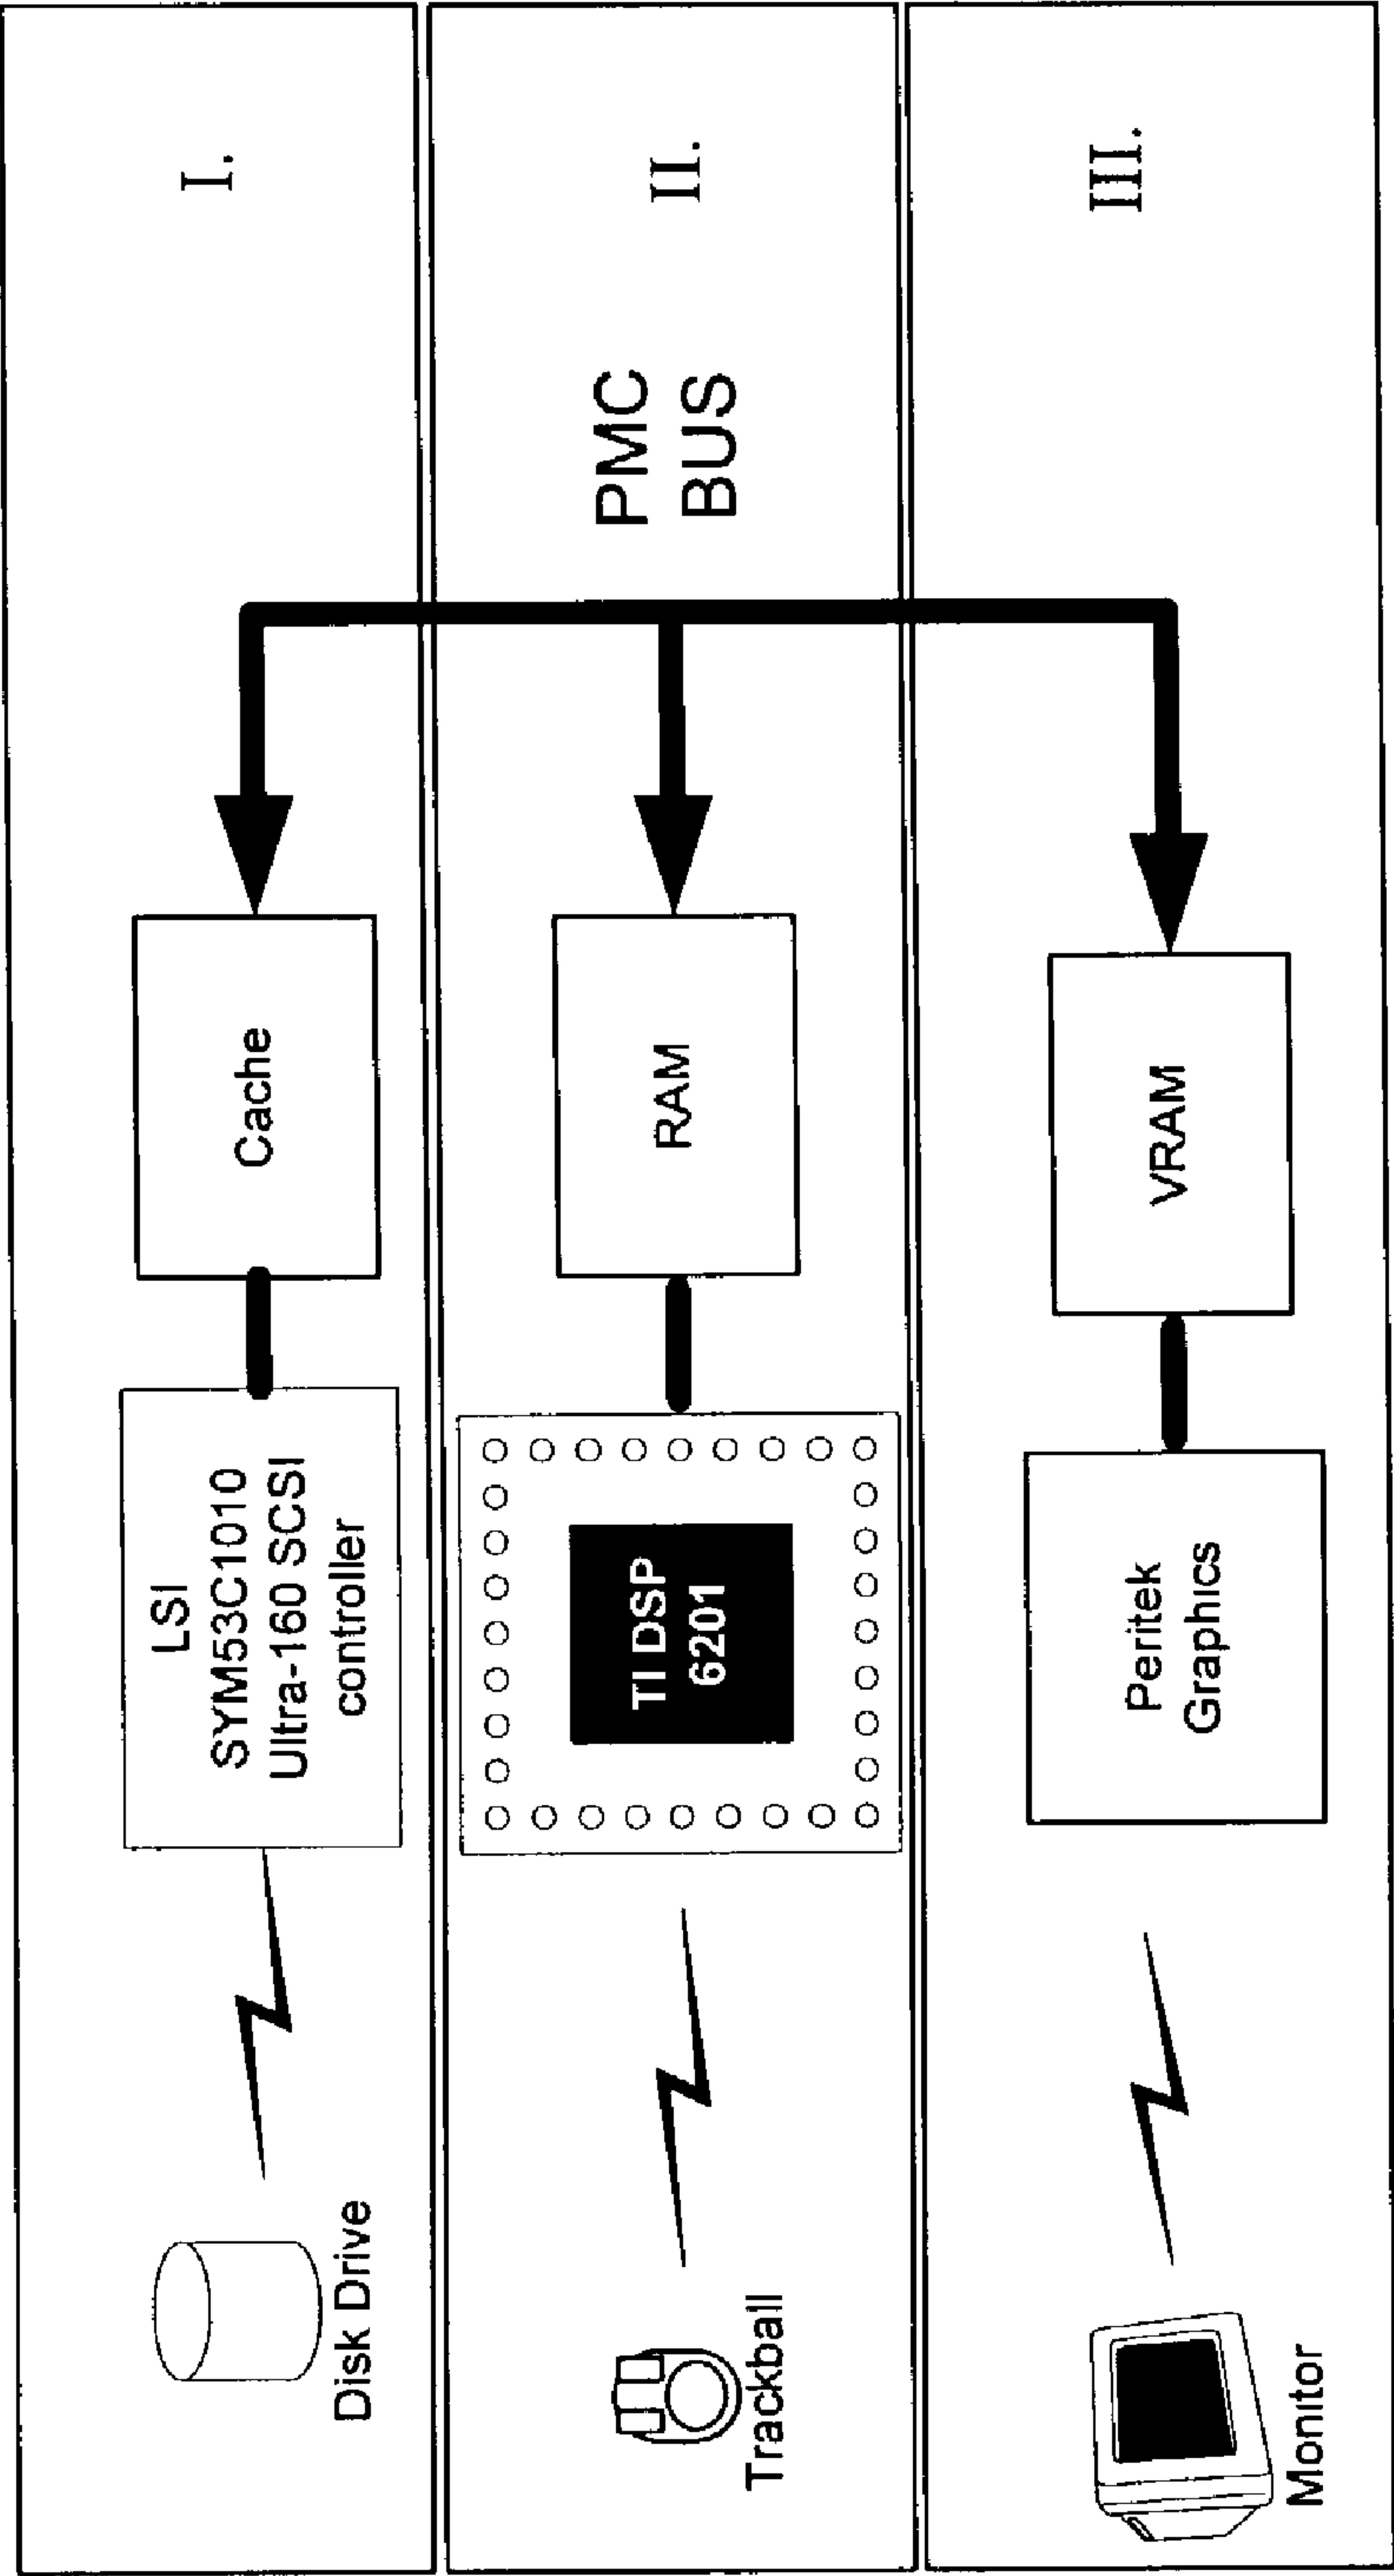 Disk Drive
LSI
SYM53C1010
Ultra-160 SCSI
controller
Cache
I.
Trackball
TI DSP
6201
RAM
PMC
BUS
II.
Monitor
Peritek
Graphics
VRAM
III.